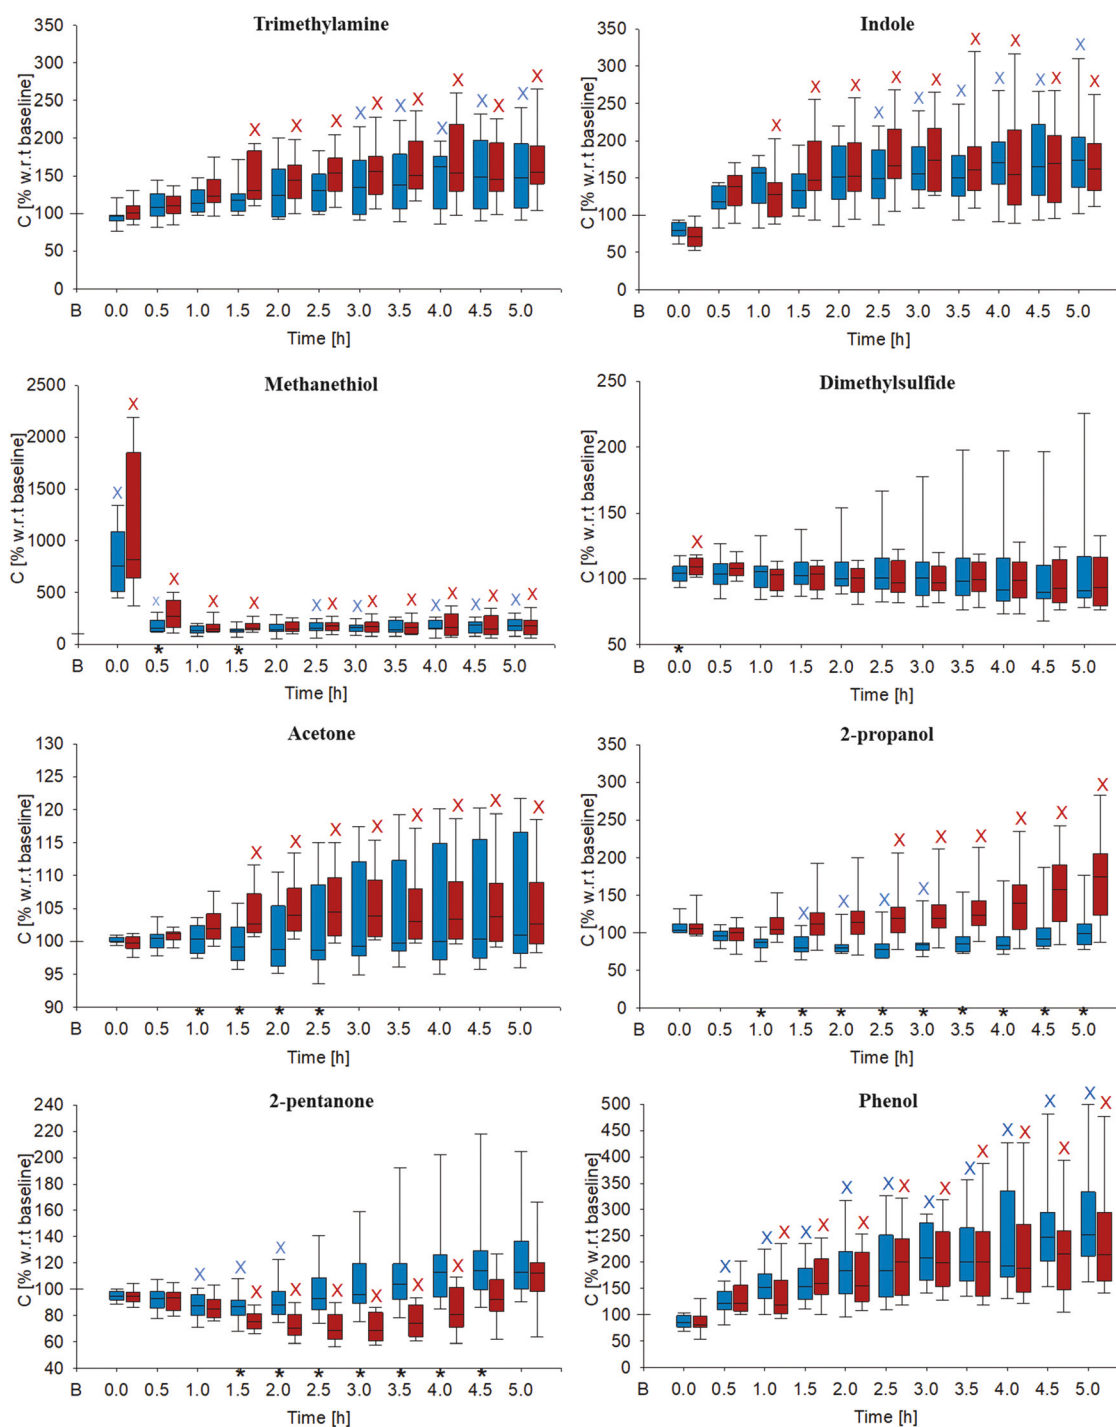 Trimethylamine
C [% w.r.t baseline]
350
300
250
200
150
100
50
0
X X X X X X X X X X X X X
B 0.0 0.5 1.0 1.5 2.0 2.5 3.0 3.5 4.0 4.5 5.0
Time [h]
Indole
C [% w.r.t baseline]
350
300
250
200
150
100
50
0
X X X X X X X X X X X X X X X
B 0.0 0.5 1.0 1.5 2.0 2.5 3.0 3.5 4.0 4.5 5.0
Time [h]
Methanethiol
C [% w.r.t baseline]
2500
2000
1500
1000
500
0
X X X X X X X X X X X X X X X X X
* *
B 0.0 0.5 1.0 1.5 2.0 2.5 3.0 3.5 4.0 4.5 5.0
Time [h]
Dimethylsulfide
C [% w.r.t baseline]
250
200
150
100
50
X
*
B 0.0 0.5 1.0 1.5 2.0 2.5 3.0 3.5 4.0 4.5 5.0
Time [h]
Acetone
C [% w.r.t baseline]
130
125
120
115
110
105
100
95
90
X X X X X X X X
* * * *
B 0.0 0.5 1.0 1.5 2.0 2.5 3.0 3.5 4.0 4.5 5.0
Time [h]
2-propanol
C [% w.r.t baseline]
350
300
250
200
150
100
50
0
X X X X X X X X X X
* * * * * * * * *
B 0.0 0.5 1.0 1.5 2.0 2.5 3.0 3.5 4.0 4.5 5.0
Time [h]
2-pentanone
C [% w.r.t baseline]
240
220
200
180
160
140
120
100
80
60
40
X X X X X X X X X
* * * * * * *
B 0.0 0.5 1.0 1.5 2.0 2.5 3.0 3.5 4.0 4.5 5.0
Time [h]
Phenol
C [% w.r.t baseline]
500
450
400
350
300
250
200
150
100
50
0
X X X X X X X X X X X X X X X X X X X
B 0.0 0.5 1.0 1.5 2.0 2.5 3.0 3.5 4.0 4.5 5.0
Time [h]